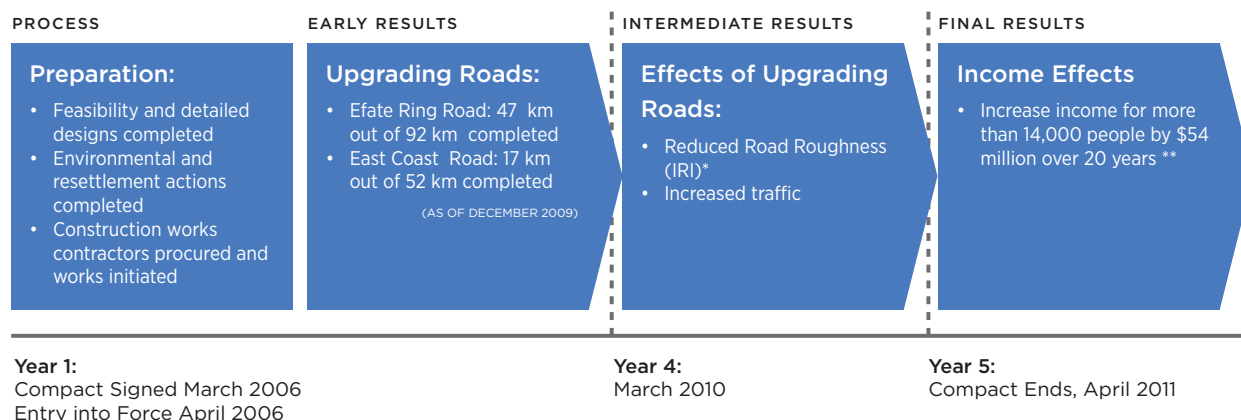 PROCESS
Preparation:
• Feasibility and detailed
designs completed
• Environmental and
resettlement actions
completed
• Construction works
contractors procured and
works initiated
EARLY RESULTS
Upgrading Roads:
• Efate Ring Road: 47 km
out of 92 km completed
• East Coast Road: 17 km
out of 52 km completed
(AS OF DECEMBER 2009)
INTERMEDIATE RESULTS
Effects of Upgrading
Roads:
• Reduced Road Roughness
(IRI)*
• Increased traffic
FINAL RESULTS
Income Effects
• Increase income for more
than 14,000 people by $54
million over 20 years **
Year 1:
Compact Signed March 2006
Entry into Force April 2006
Year 4:
March 2010
Year 5:
Compact Ends, April 2011